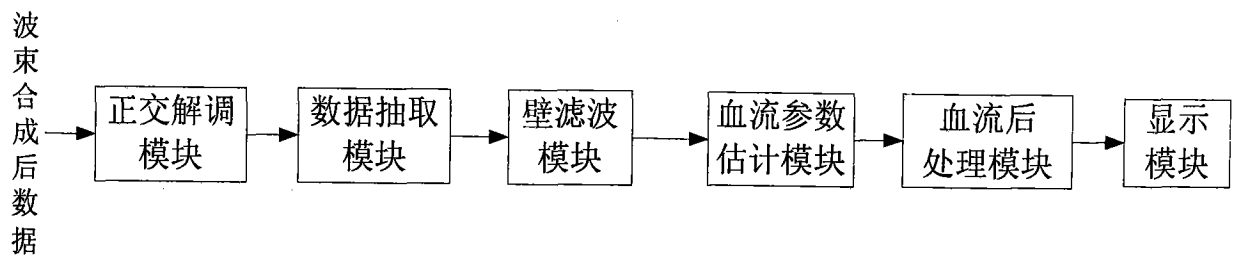 波束合成后数据
正交解调
模块
数据抽取
模块
壁滤波
模块
血流参数
估计模块
血流后
处理模块
显示
模块